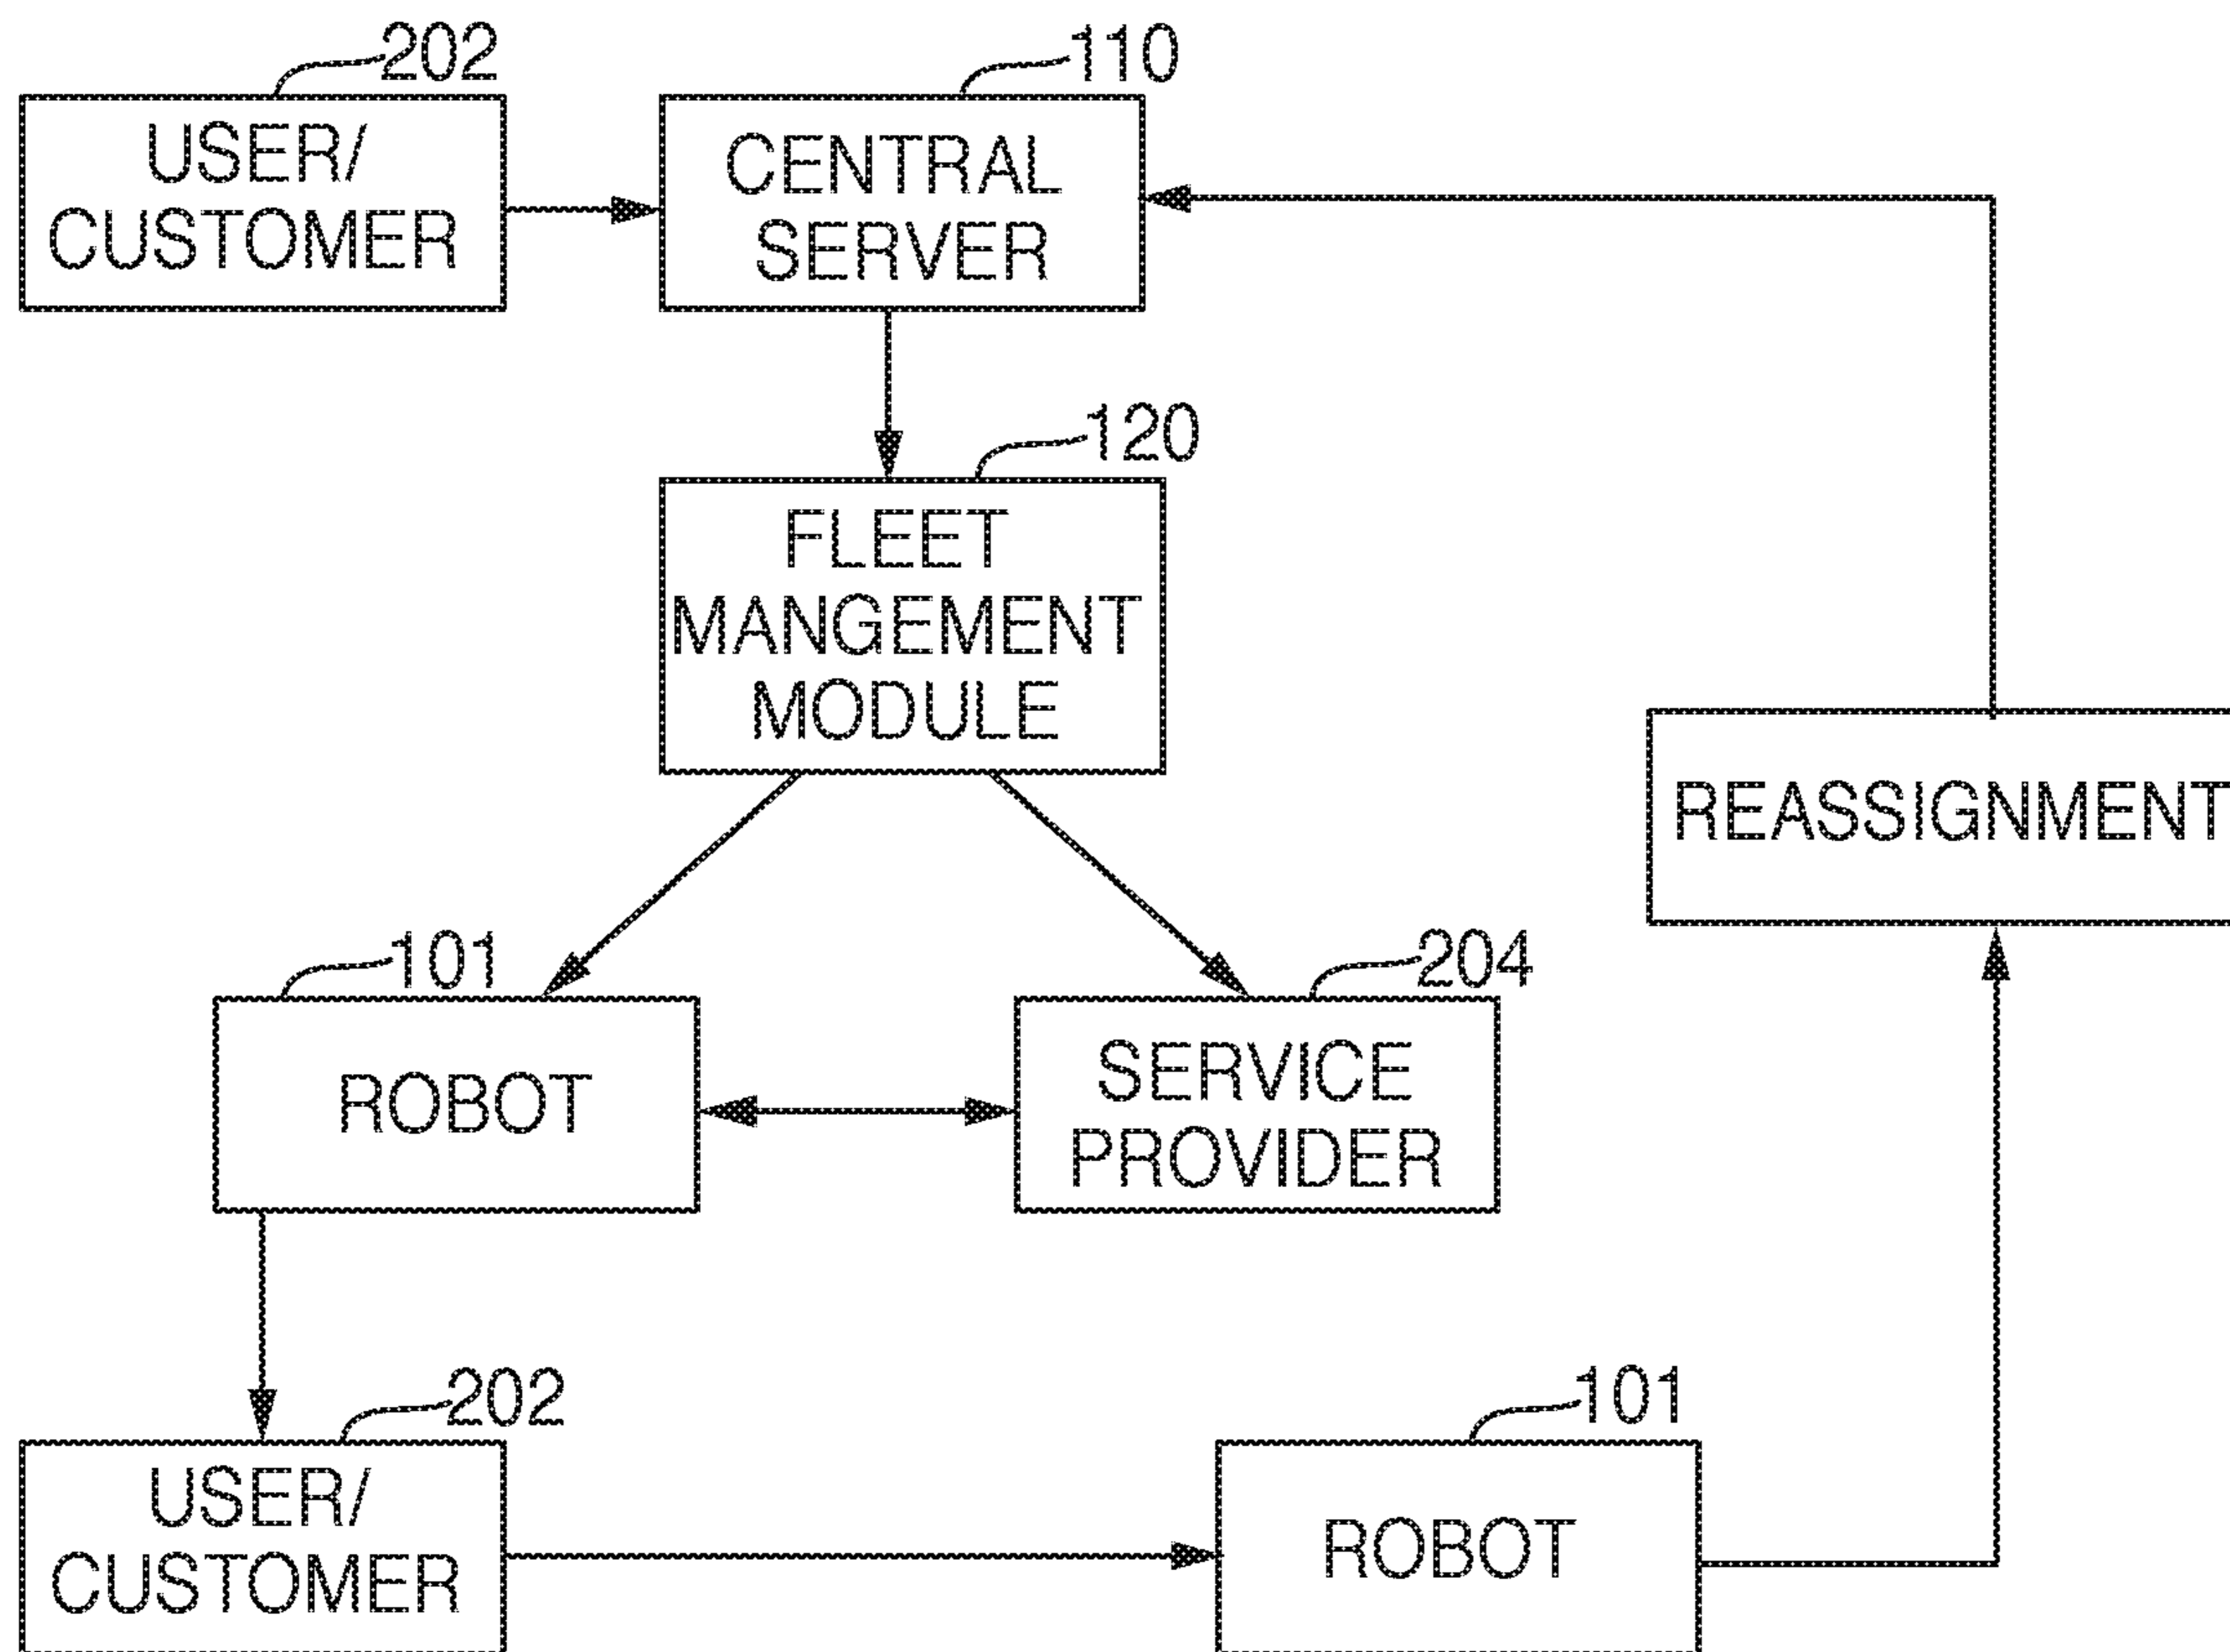 202
USER/
CUSTOMER
110
CENTRAL
SERVER
120
FLEET
MANGEMENT
MODULE
REASSIGNMENT
101
ROBOT
204
SERVICE
PROVIDER
202
USER/
CUSTOMER
101
ROBOT